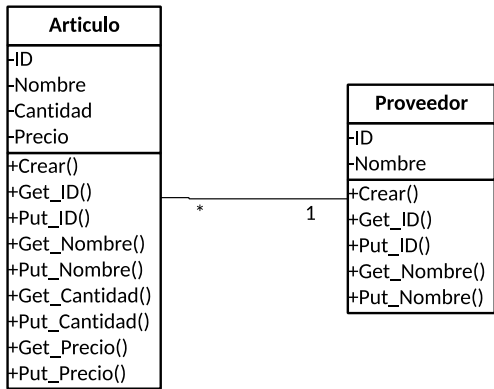 Articulo
-ID
-Nombre
-Cantidad
-Precio
+Crear()
+Get_ID()
+Put_ID()
+Get_Nombre()
+Put_Nombre()
+Get_Cantidad()
+Put_Cantidad()
+Get_Precio()
+Put_Precio()
*
1
Proveedor
-ID
-Nombre
+Crear()
+Get_ID()
+Put_ID()
+Get_Nombre()
+Put_Nombre()